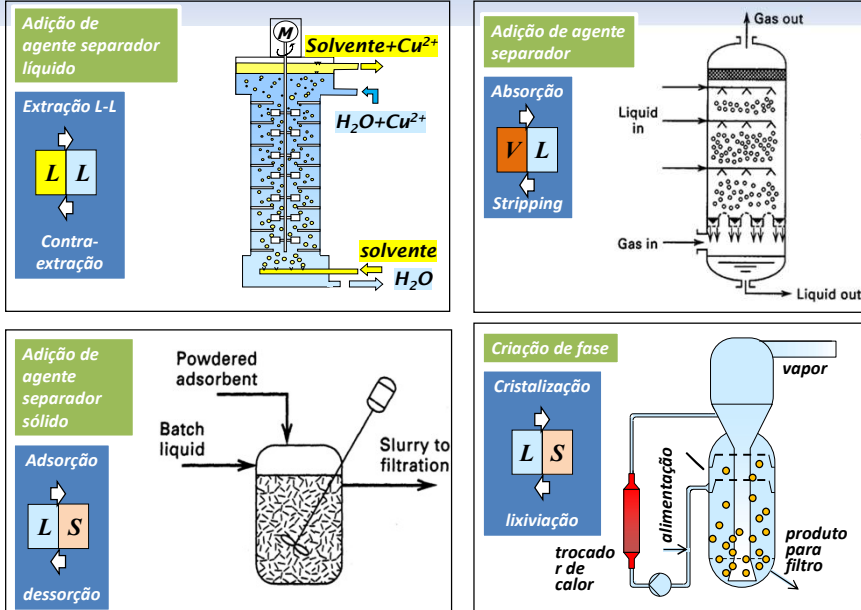 Adição de
agente separador
líquido
Extração L-L
L L
Contra-
extração
M
Solvente+Cu²⁺
H₂O+Cu²⁺
solvente
H₂O
Adição de agente
separador
Absorção
V L
Stripping
Gas out
Liquid
in
Gas in
Liquid out
Adição de
agente
separador
sólido
Adsorção
L S
dessorção
Powdered
adsorbent
Batch
liquid
Slurry to
filtration
Criação de fase
Cristalização
L S
lixiviação
vapor
alimentação
trocado
r de calor
produto
para
filtro